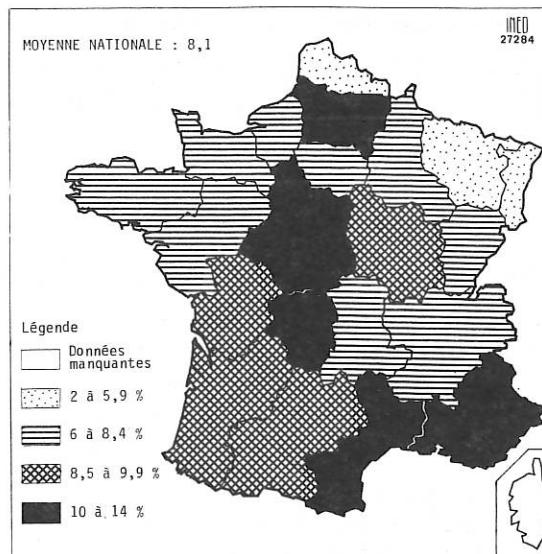 INED
27284
MOYENNE NATIONALE : 8,1
Légende
Données
manquantes
2 à 5,9 %
6 à 8,4 %
8,5 à 9,9 %
10 à 14 %